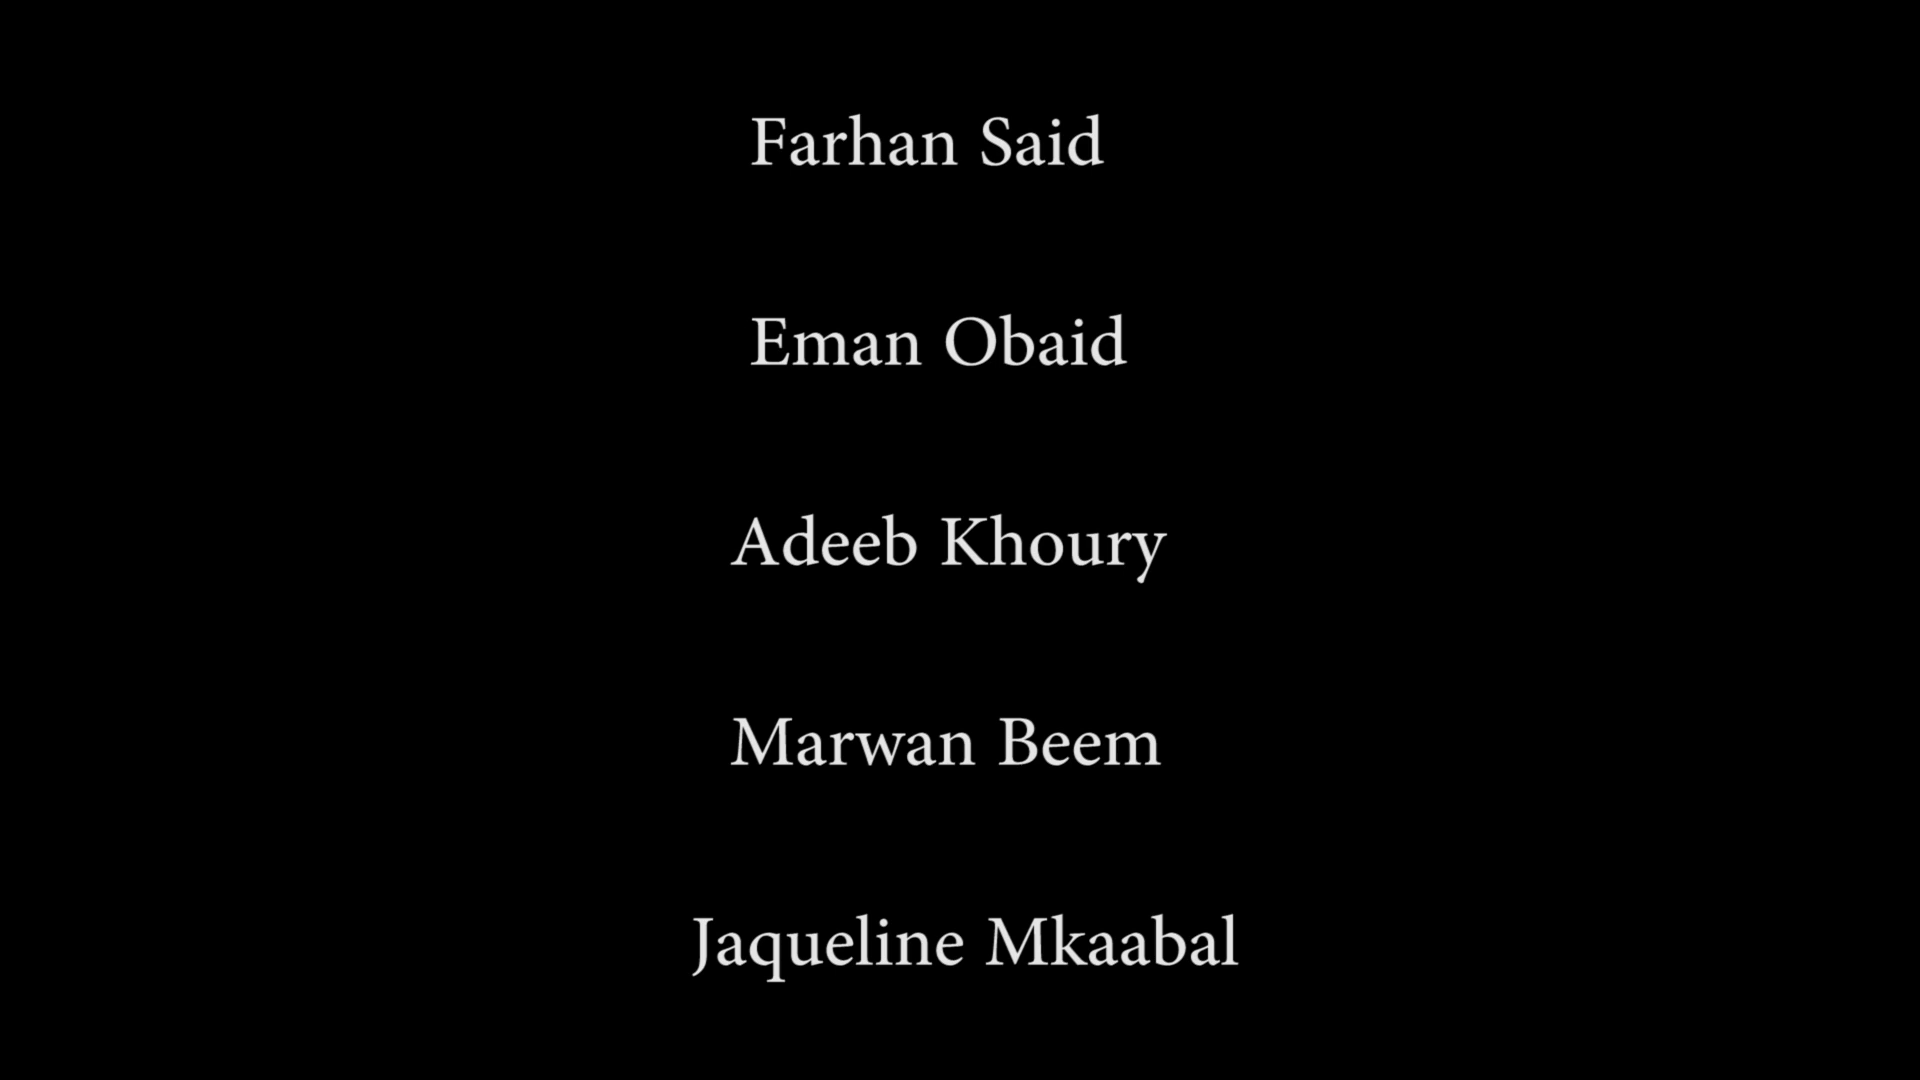 Farhan Said
Eman Obaid
Adeeb Khoury
Marwan Beem
Jaqueline Mkaabal